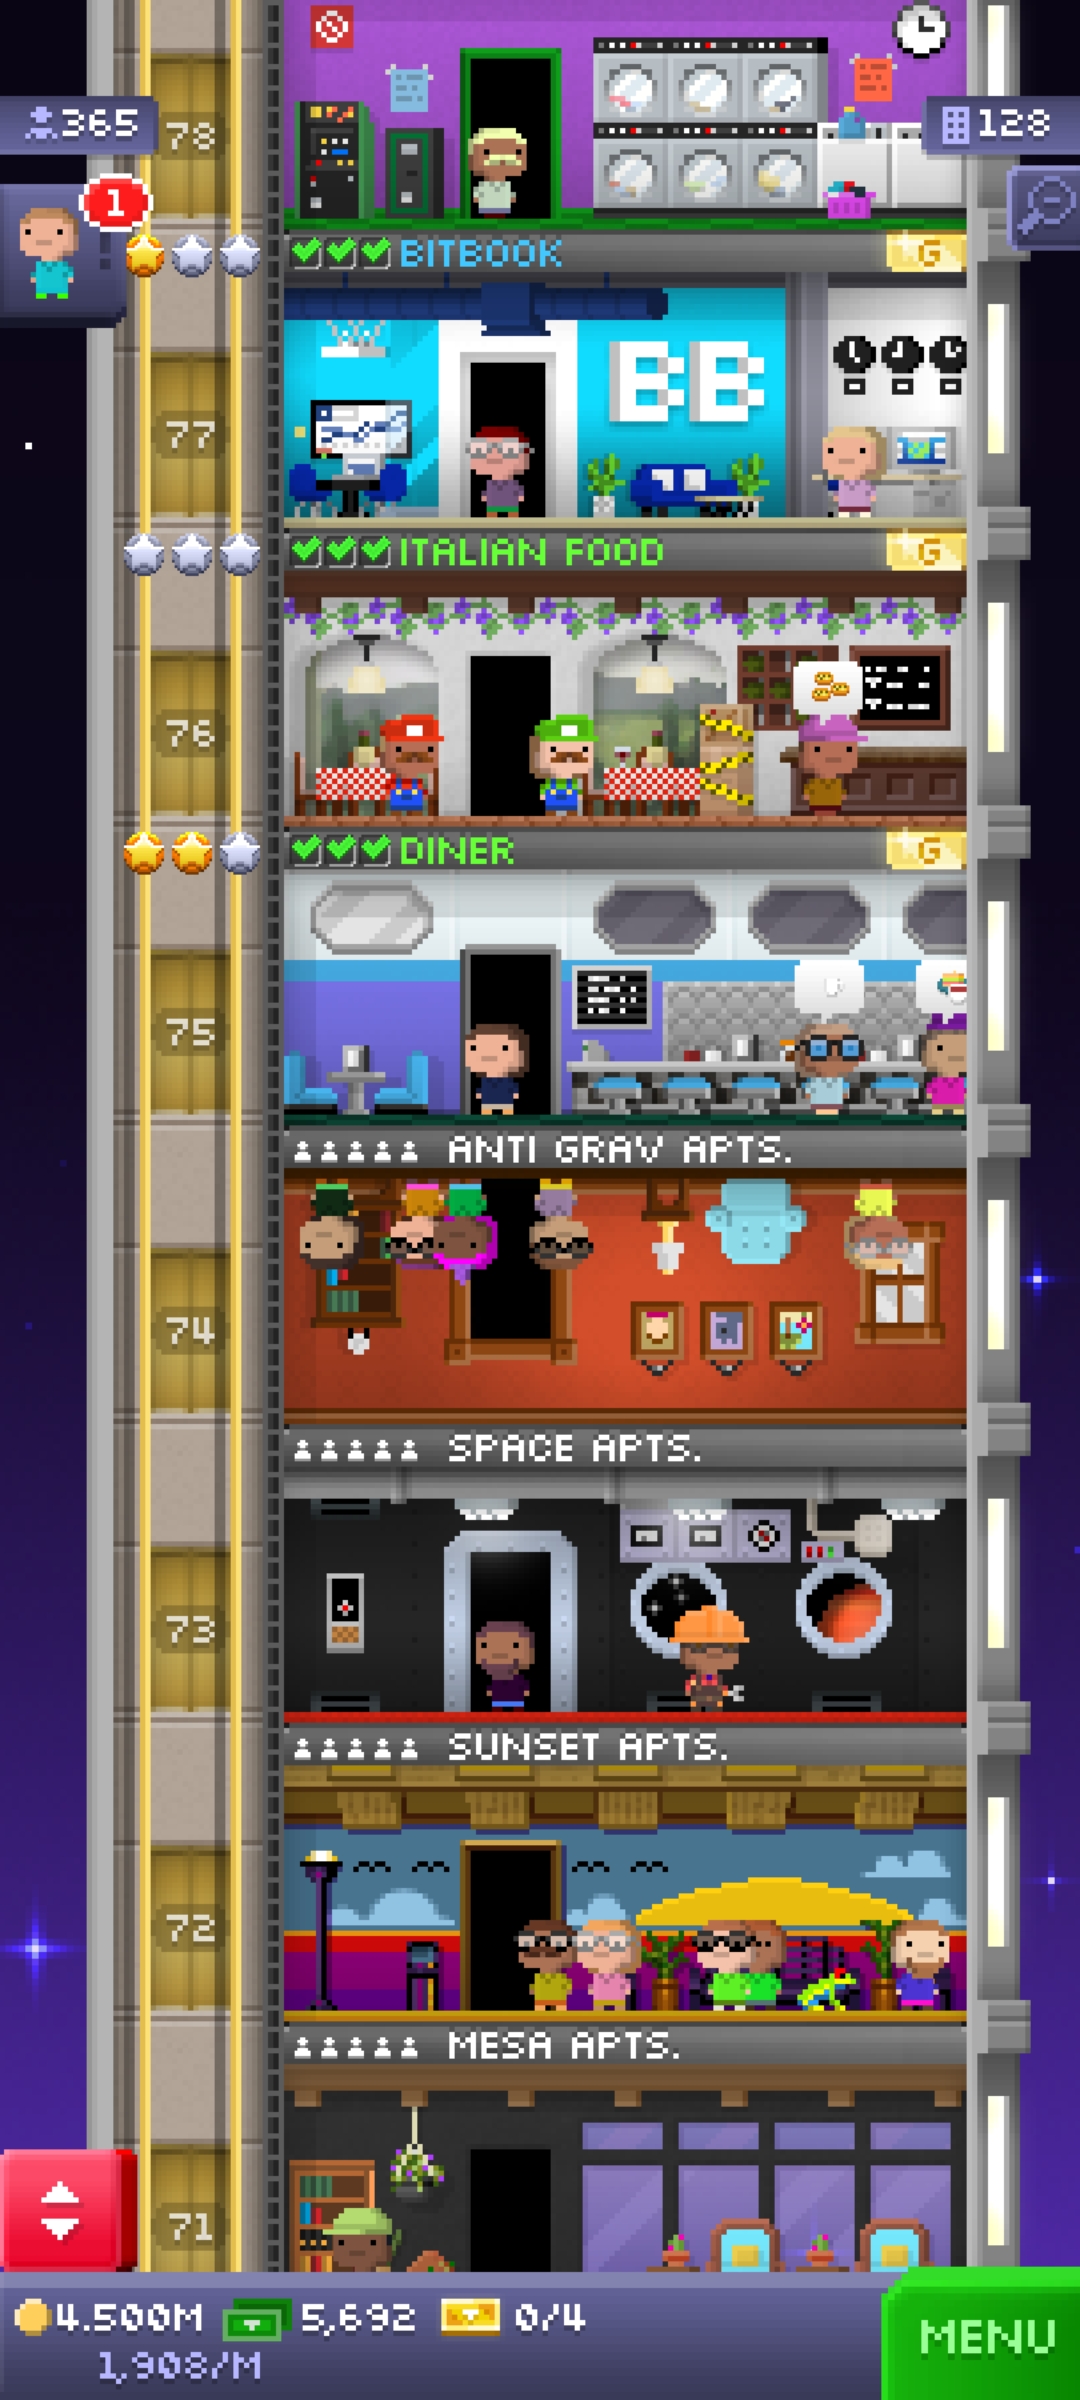 78
365
128
1
BITBOOK
G
BB
77
ITALIAN FOOD
G
76
DINER
G
75
ANTI GRAV APTS.
74
SPACE APTS.
73
SUNSET APTS.
72
MESA APTS.
71
4.500M 5,692 0/4
1,908/M
MENU